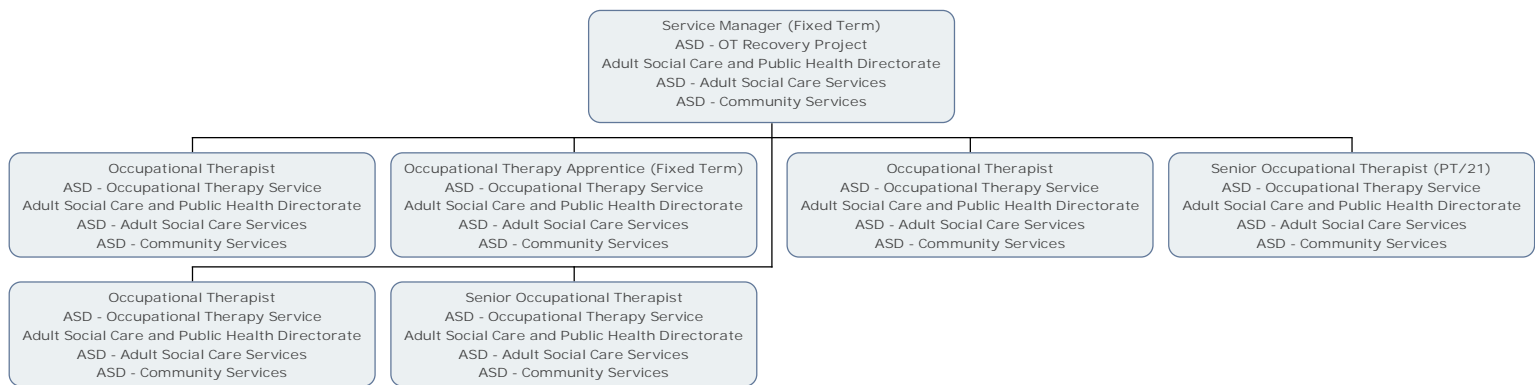 Service Manager (Fixed Term)
ASD - OT Recovery Project
Adult Social Care and Public Health Directorate
ASD - Adult Social Care Services
ASD - Community Services
Occupational Therapist
ASD - Occupational Therapy Service
Adult Social Care and Public Health Directorate
ASD - Adult Social Care Services
ASD - Community Services
Occupational Therapy Apprentice (Fixed Term)
ASD - Occupational Therapy Service
Adult Social Care and Public Health Directorate
ASD - Adult Social Care Services
ASD - Community Services
Occupational Therapist
ASD - Occupational Therapy Service
Adult Social Care and Public Health Directorate
ASD - Adult Social Care Services
ASD - Community Services
Senior Occupational Therapist (PT/21)
ASD - Occupational Therapy Service
Adult Social Care and Public Health Directorate
ASD - Adult Social Care Services
ASD - Community Services
Occupational Therapist
ASD - Occupational Therapy Service
Adult Social Care and Public Health Directorate
ASD - Adult Social Care Services
ASD - Community Services
Senior Occupational Therapist
ASD - Occupational Therapy Service
Adult Social Care and Public Health Directorate
ASD - Adult Social Care Services
ASD - Community Services